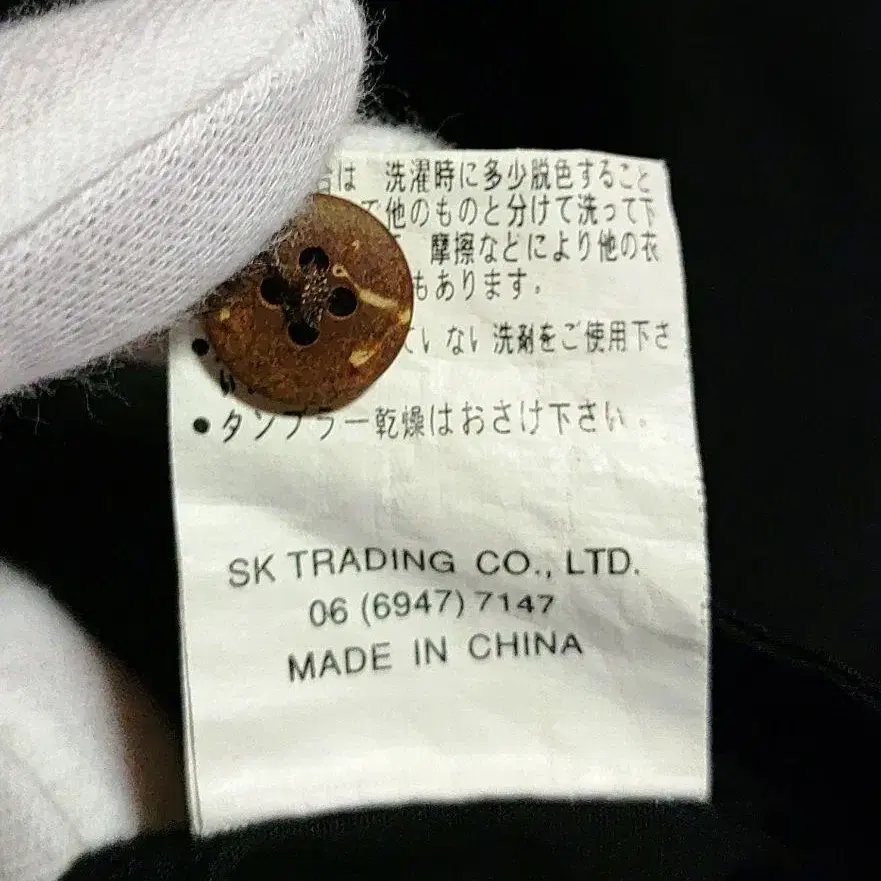 は 洗濯時に多少脱色すること
で他のものと分けて洗って下
摩擦などにより他の衣
もあります。
● ていない洗剤をご使用下さ
い
● タンブラー乾燥はおさけ下さい。
SK TRADING CO., LTD.
06 (6947) 7147
MADE IN CHINA